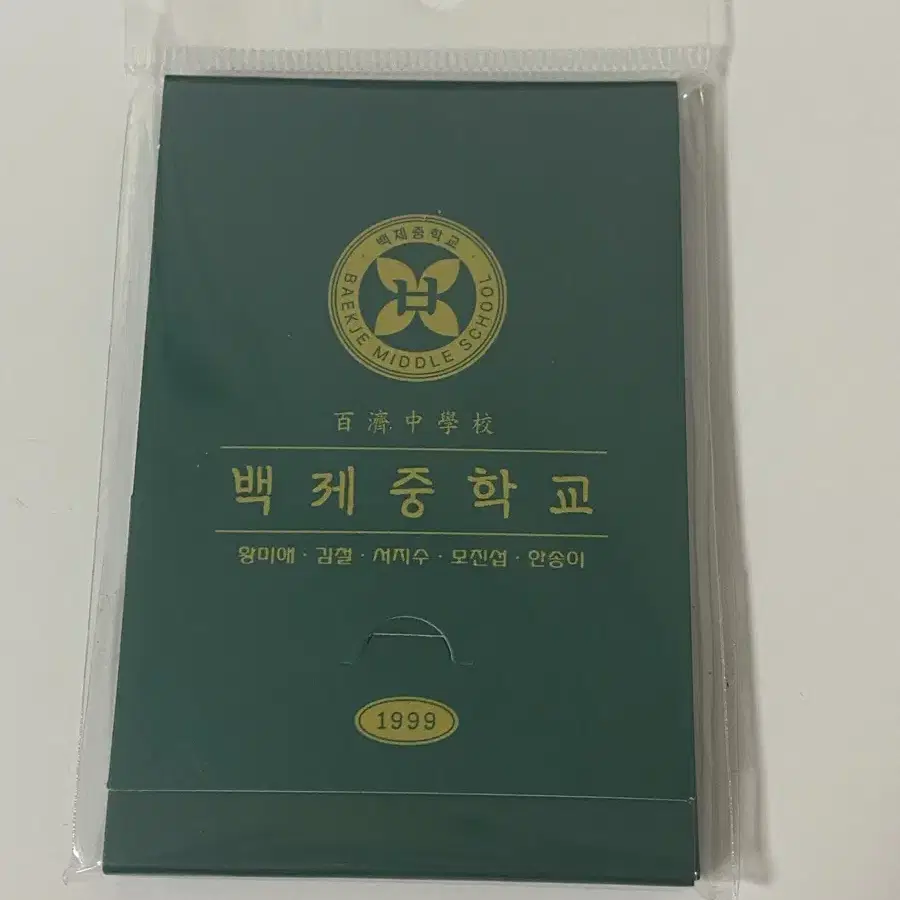 백제중학교
BAEKJE MIDDLE SCHOOL
百濟中學校
백제중학교
왕미애 · 김철 · 서지수 · 모진섭 · 안송이
1999